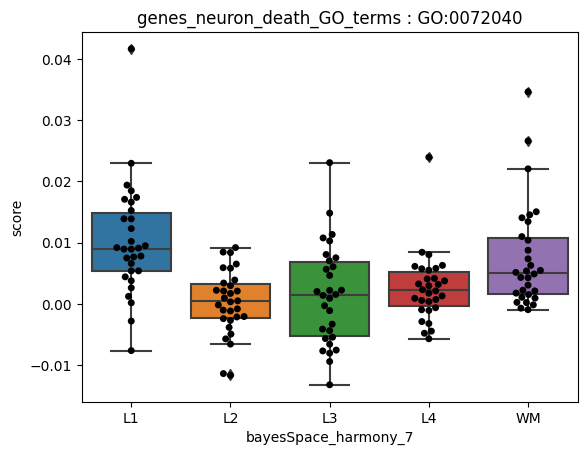 genes_neuron_death_GO_terms : GO:0072040
score
0.04
0.03
0.02
0.01
0.00
−0.01
L1 L2 L3 L4 WM
bayesSpace_harmony_7